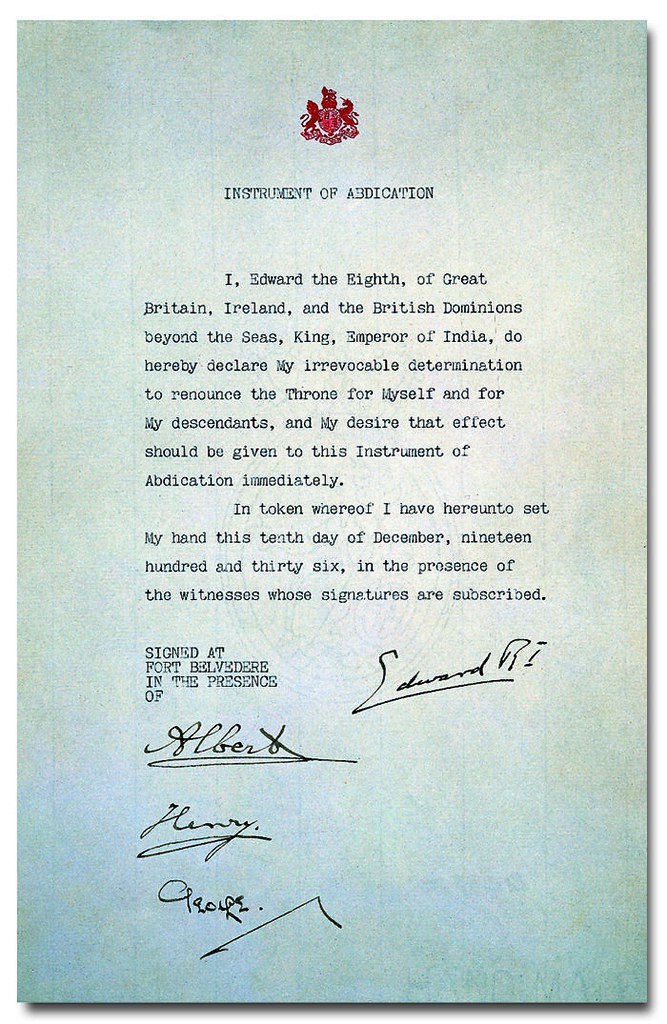 INSTRUMENT OF ABDICATION
I, Edward the Eighth, of Great
Britain, Ireland, and the British Dominions
beyond the Seas, King, Emperor of India, do
hereby declare My irrevocable determination
to renounce the Throne for Myself and for
My descendants, and My desire that effect
should be given to this Instrument of
Abdication immediately.
In token whereof I have hereunto set
My hand this tenth day of December, nineteen
hundred and thirty six, in the presence of
the witnesses whose signatures are subscribed.
SIGNED AT
FORT BELVEDERE
IN THE PRESENCE
OF
Edward RI
Albert
Henry.
George.